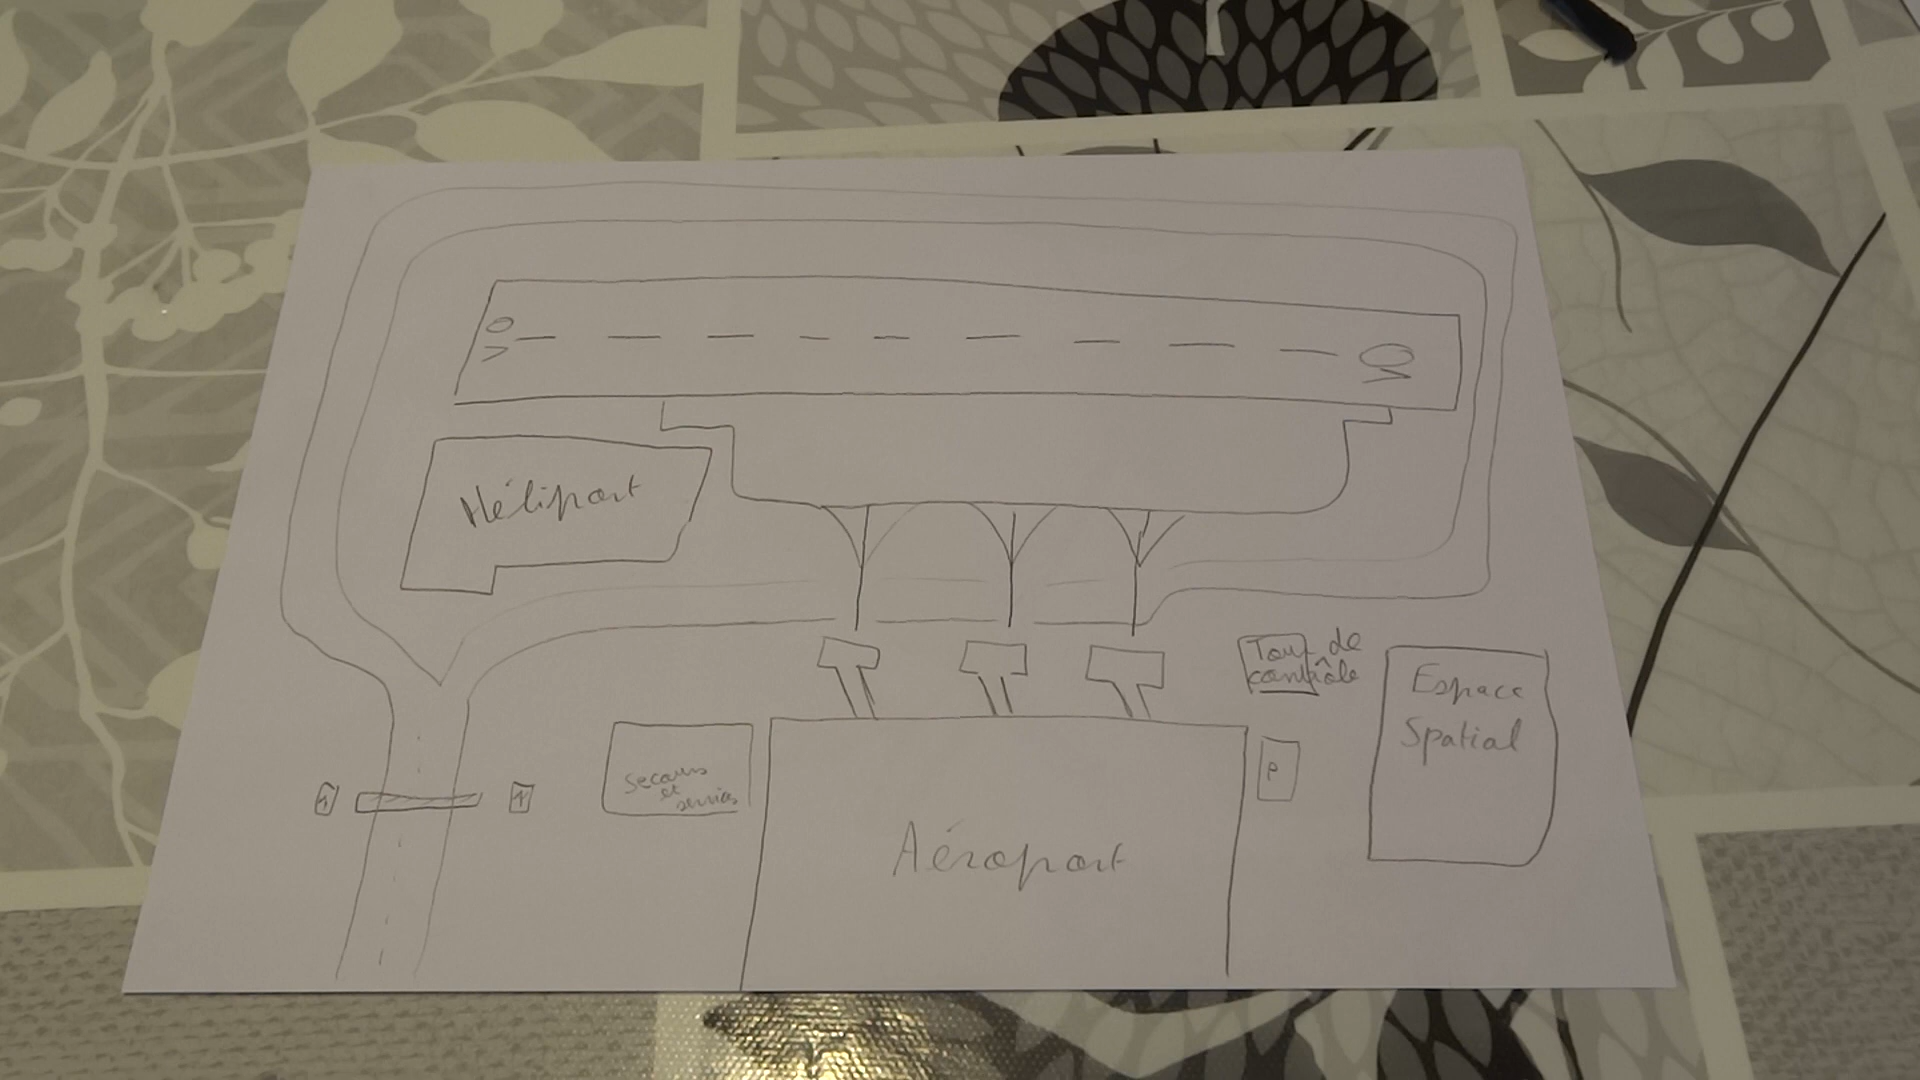 Héliport
Tour de
contrôle
Espace
Spatial
Secours
et
services
P
Aéroport